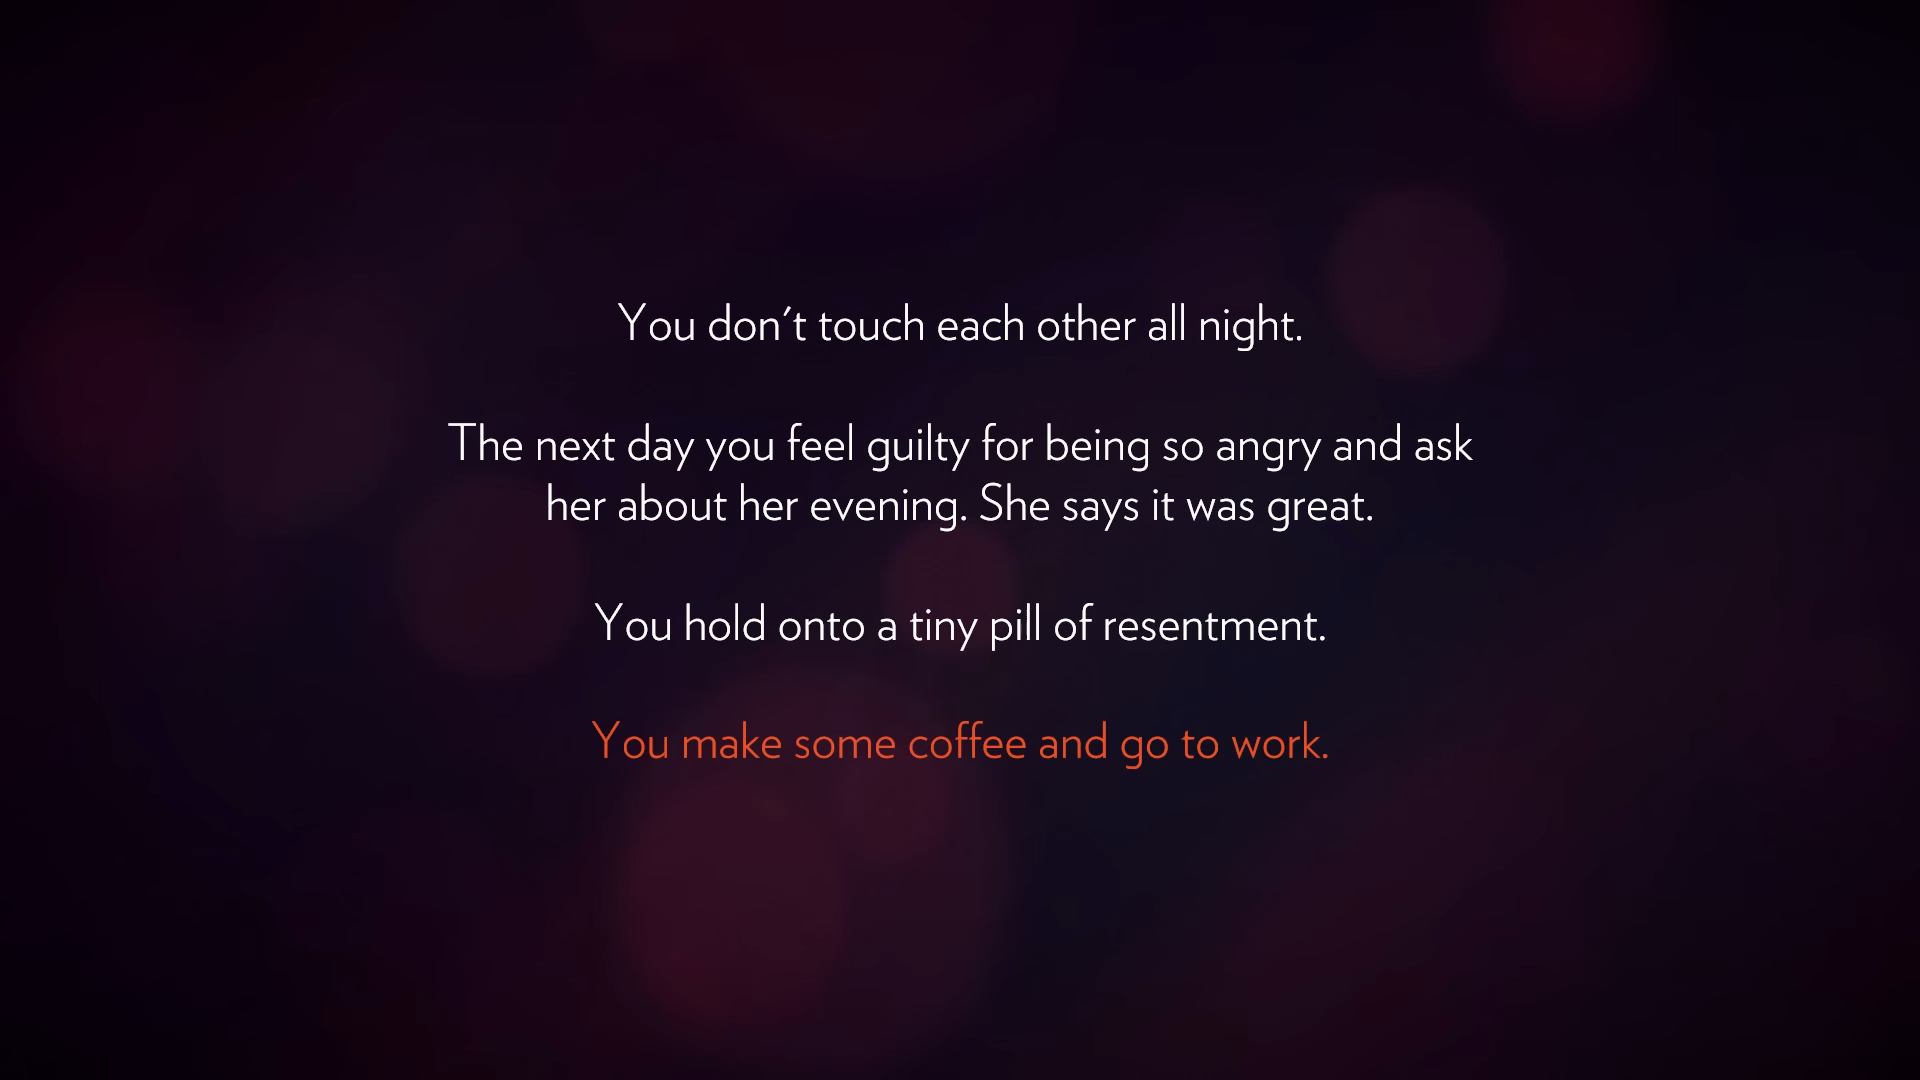 You don't touch each other all night.
The next day you feel guilty for being so angry and ask
her about her evening. She says it was great.
You hold onto a tiny pill of resentment.
You make some coffee and go to work.